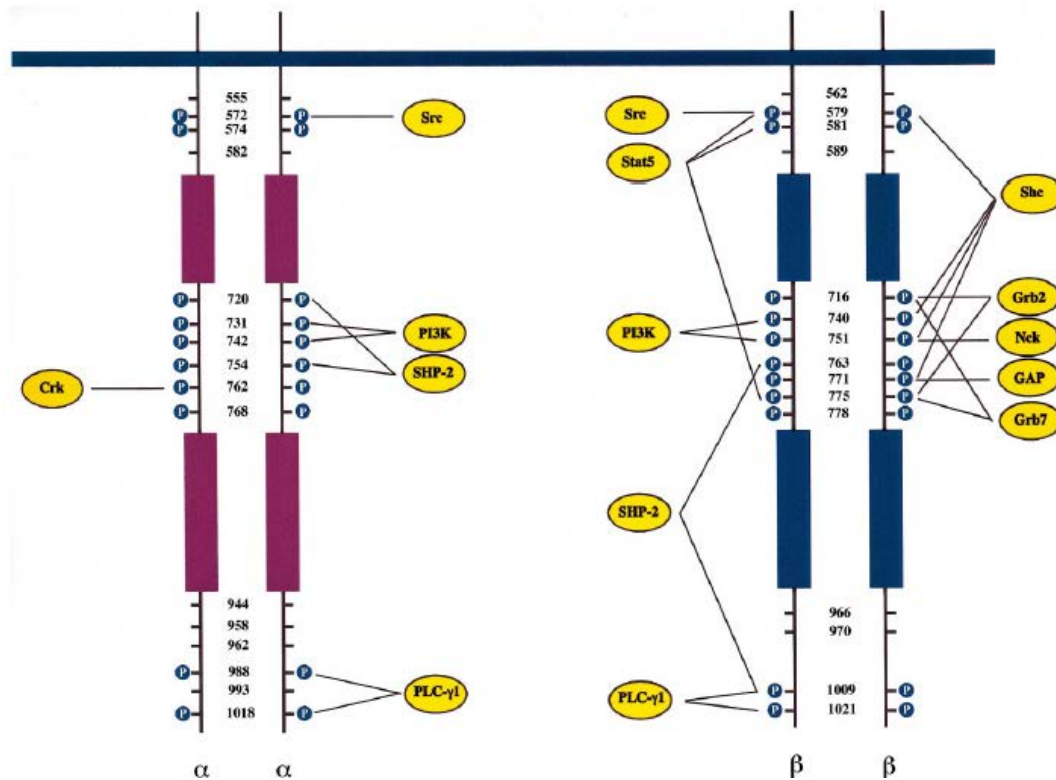 555
P 572 P Src
P 574 P
582
P 720 P
P 731 P
P 742 P PI3K
P 754 P SHP-2
Crk P 762 P
P 768 P
944
958
962
P 988 P
993 PLC-γ1
P 1018 P
α α
562
Src P 579 P
P 581 P
Stat5 589
Shc
P 716 P Grb2
P 740 P
PI3K P 751 P Nck
P 763 P
P 771 P GAP
P 775 P
P 778 P Grb7
SHP-2
966
970
P 1009 P
PLC-γ1
P 1021 P
β β